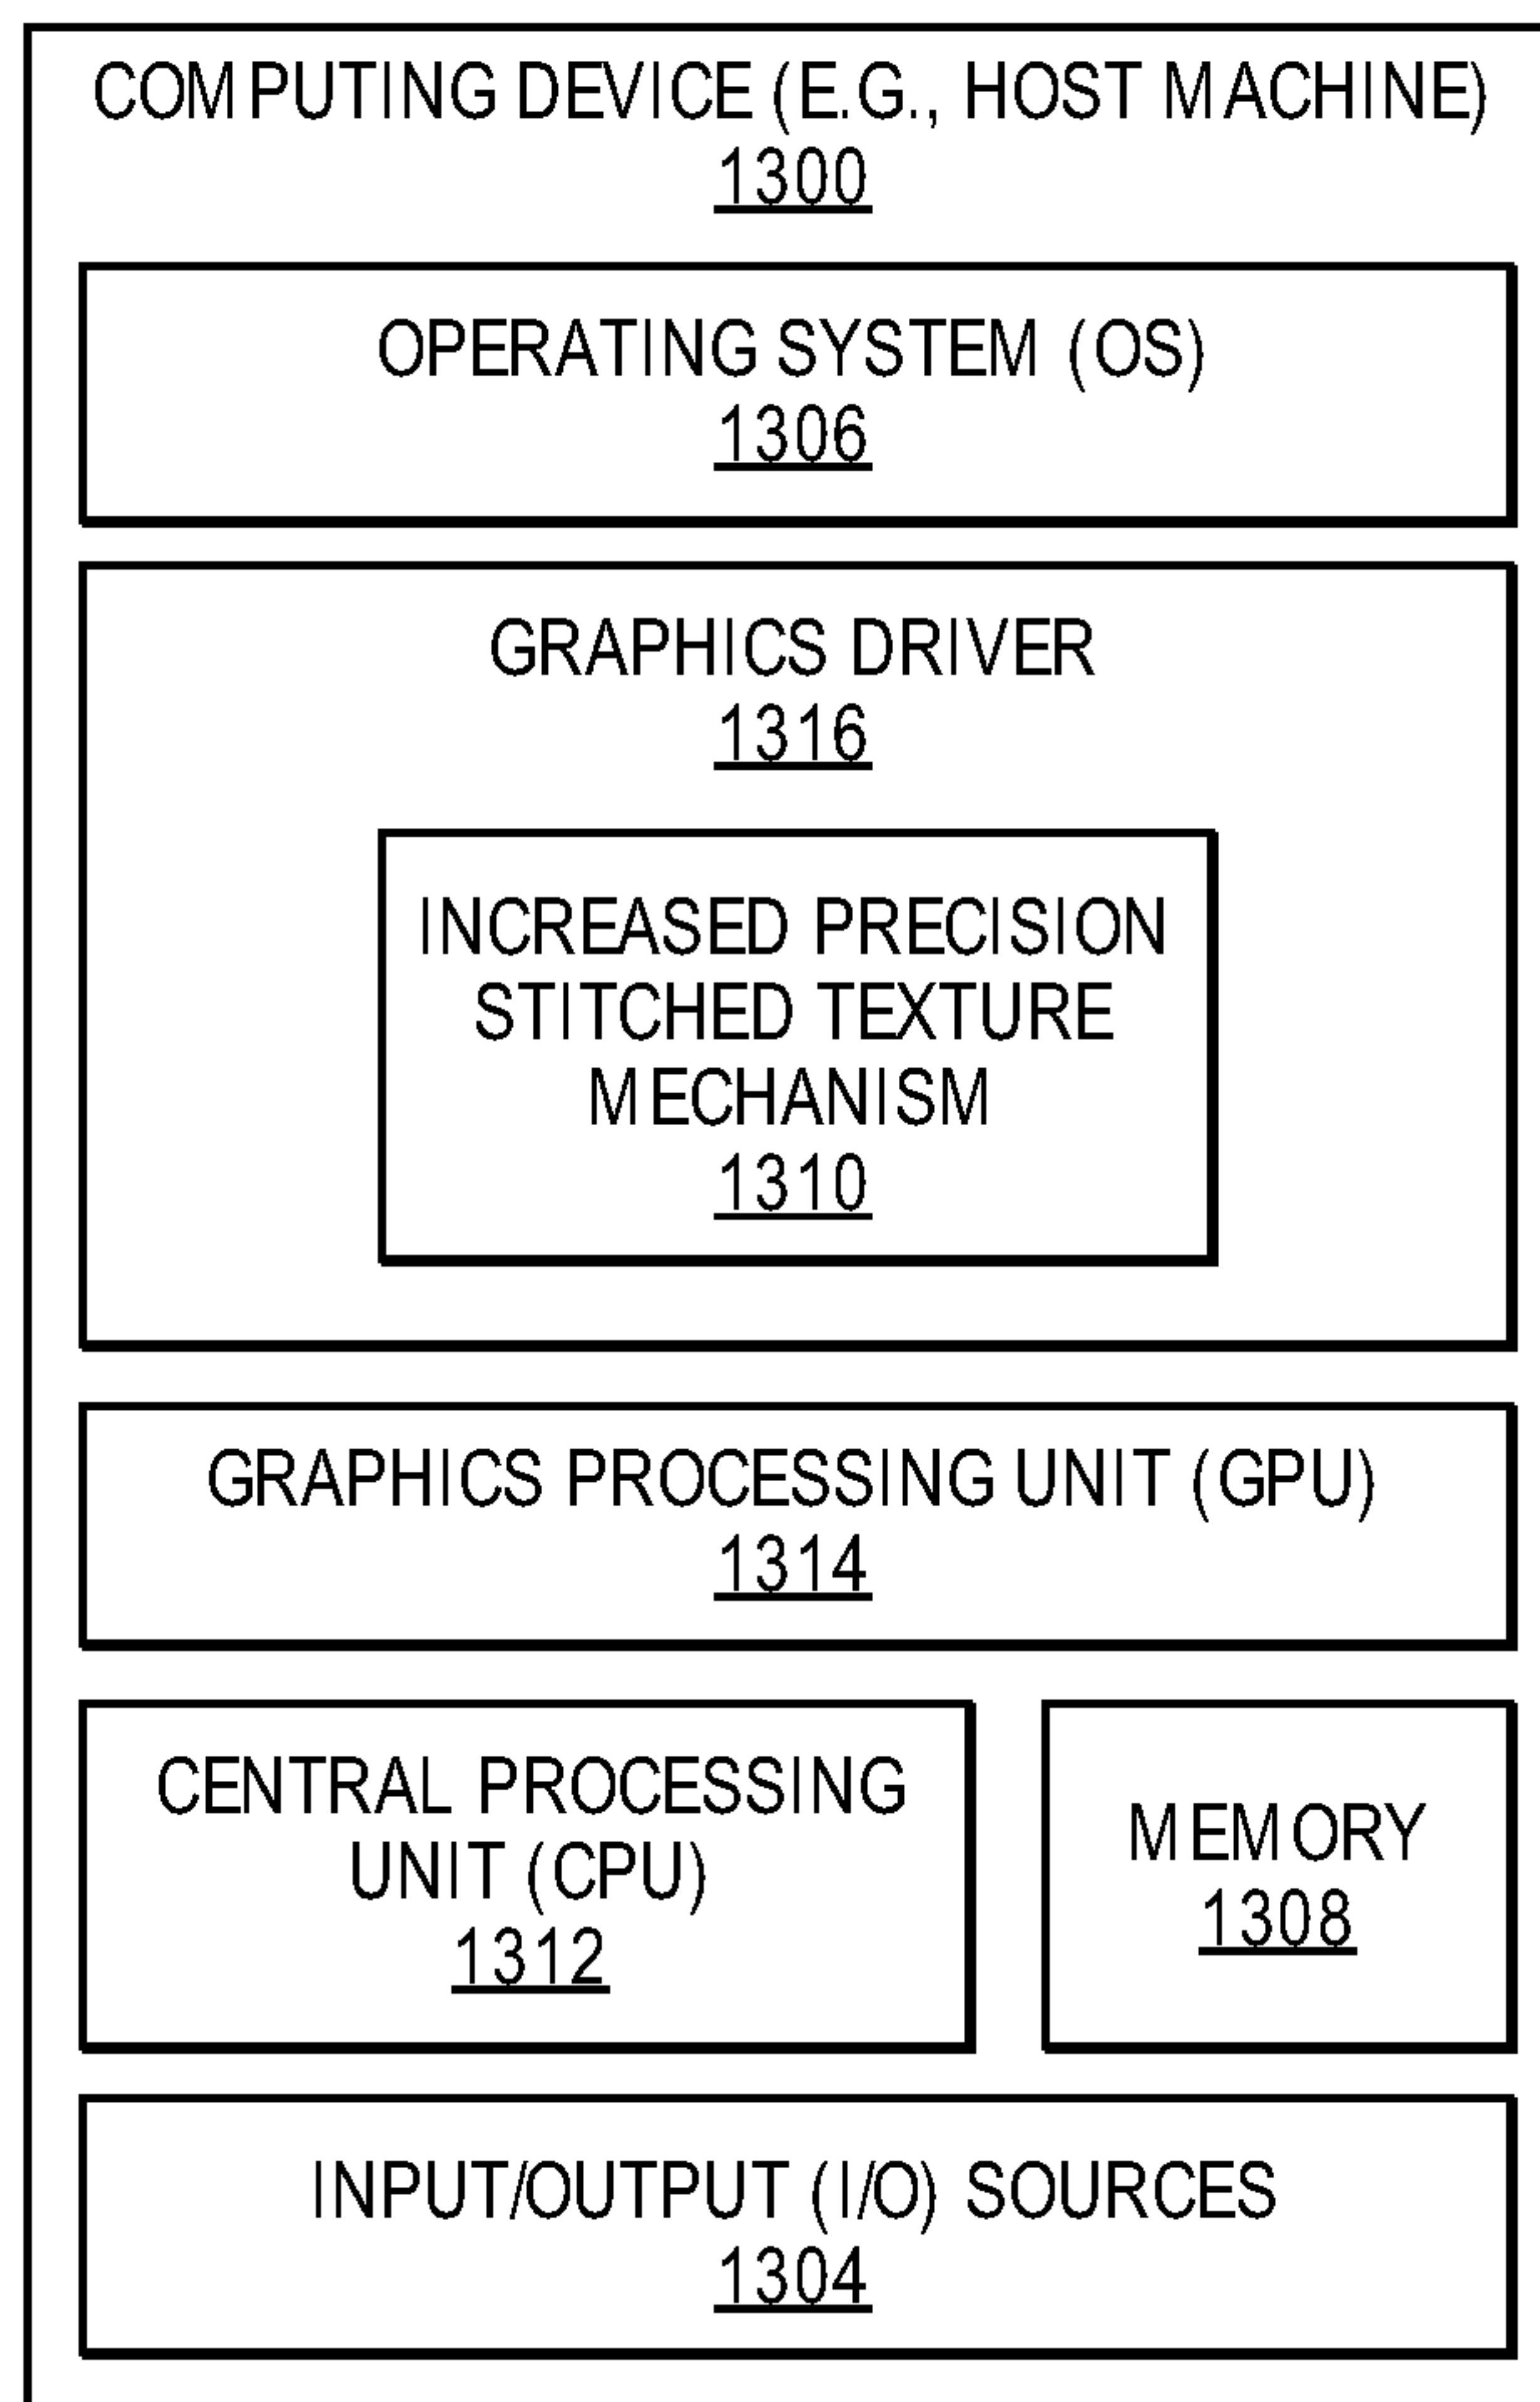 COMPUTING DEVICE (E.G., HOST MACHINE)
1300
OPERATING SYSTEM (OS)
1306
GRAPHICS DRIVER
1316
INCREASED PRECISION
STITCHED TEXTURE
MECHANISM
1310
GRAPHICS PROCESSING UNIT (GPU)
1314
CENTRAL PROCESSING
UNIT (CPU)
1312
MEMORY
1308
INPUT/OUTPUT (I/O) SOURCES
1304